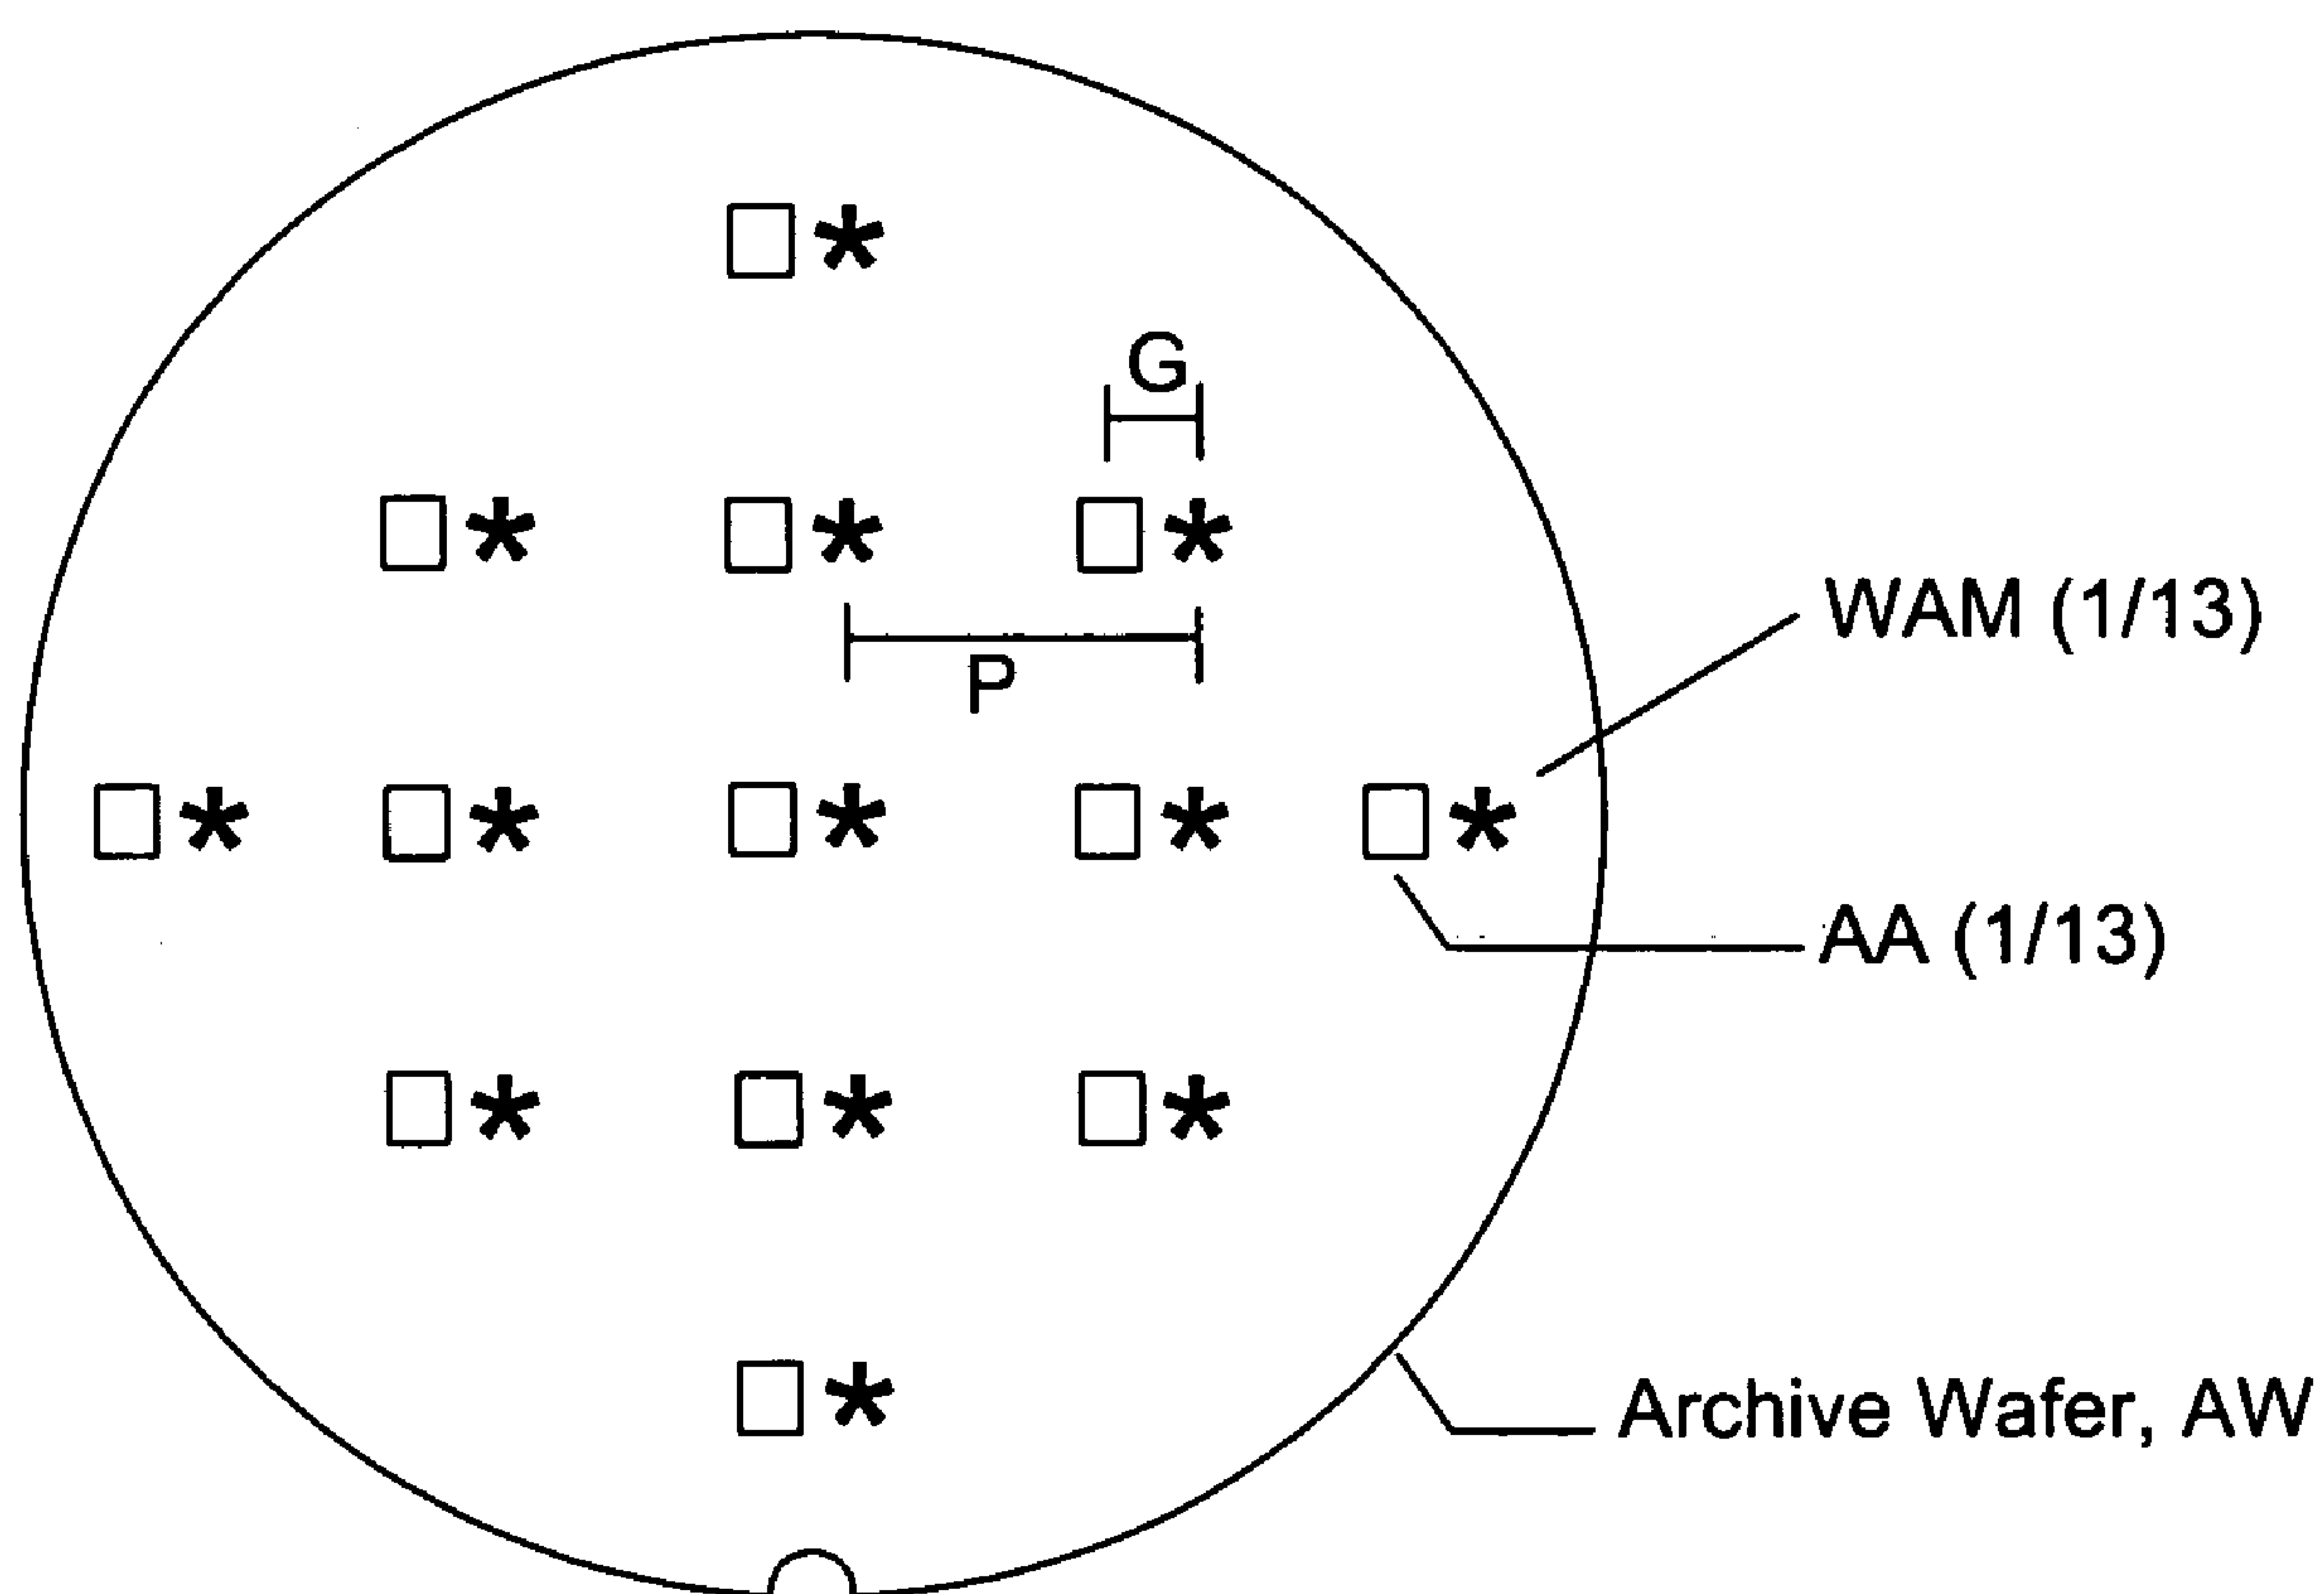 G
P
WAM (1/13)
AA (1/13)
Archive Wafer, AW